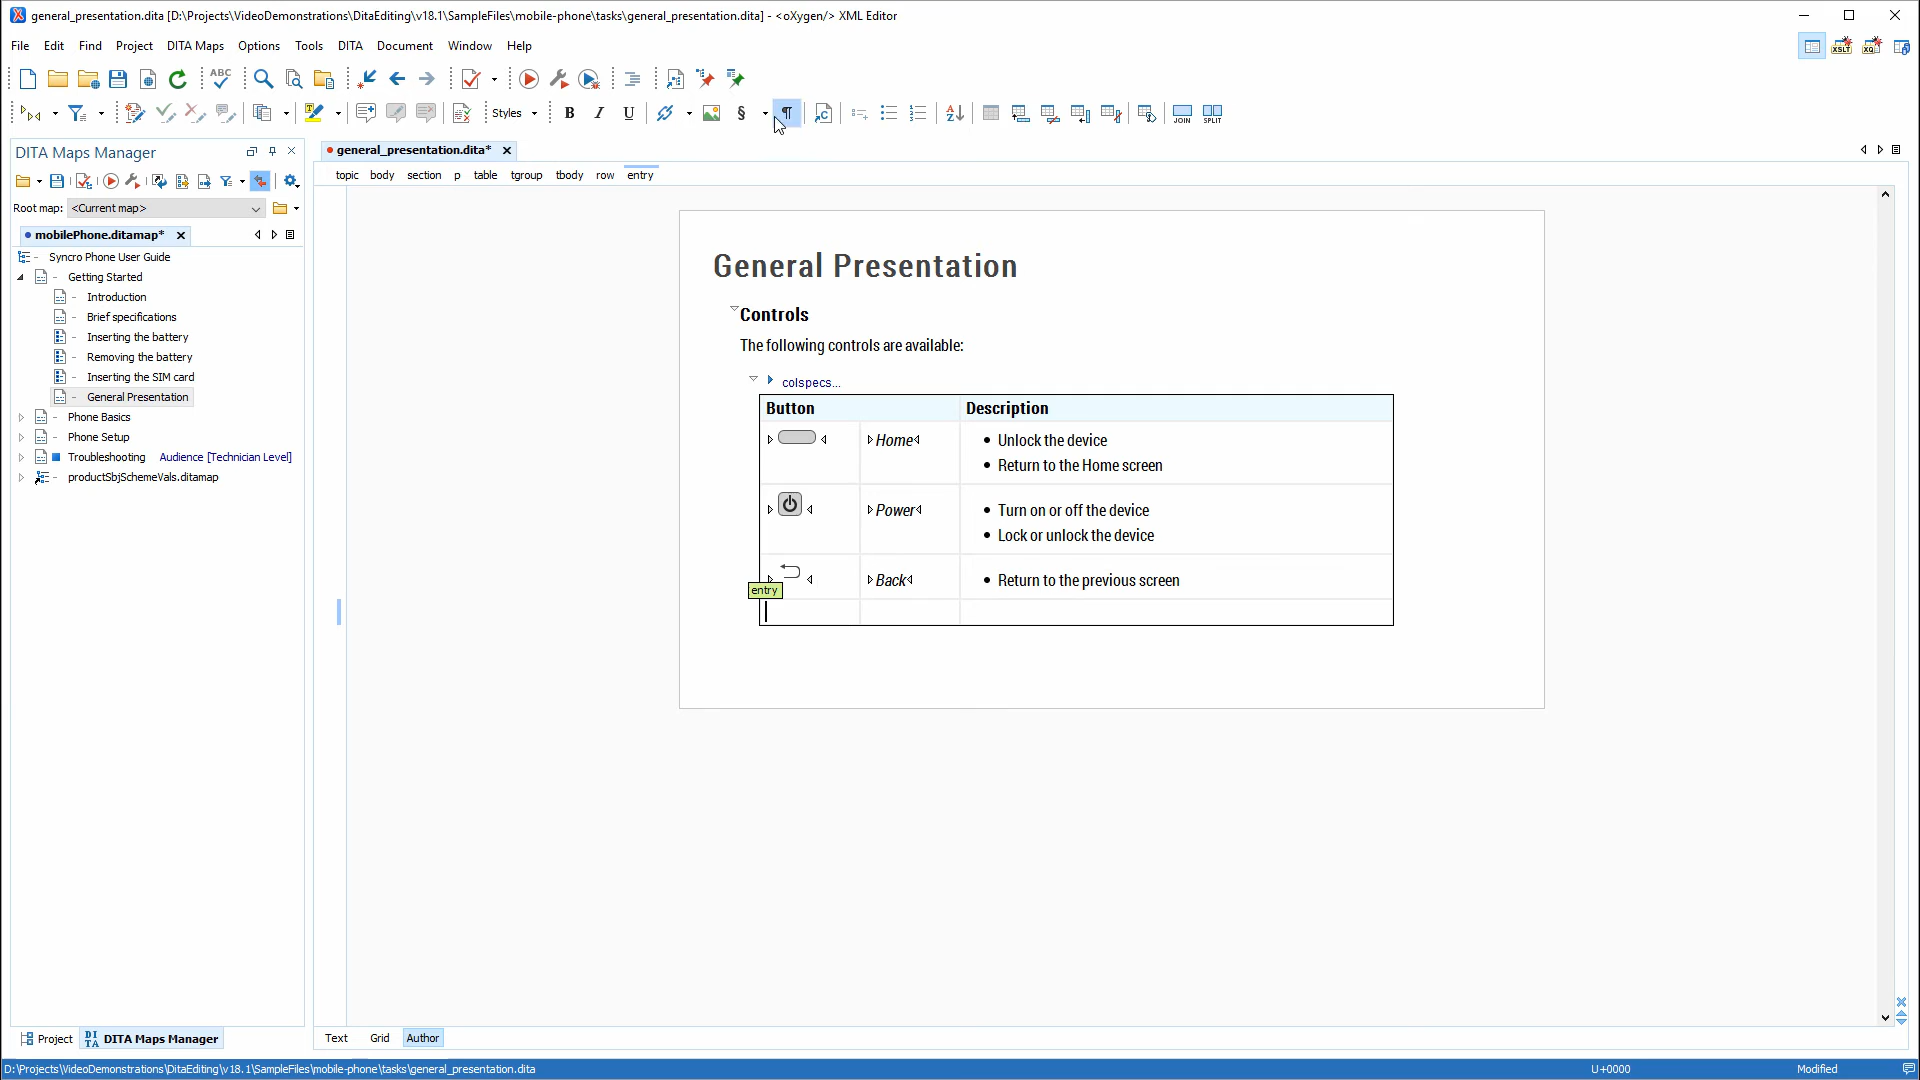 general_presentation.dita [D:\Projects\VideoDemonstrations\DitaEditing\v18.1\SampleFiles\mobile-phone\tasks\general_presentation.dita] - <oXygen/> XML Editor
File Edit Find Project DITA Maps Options Tools DITA Document Window Help
XSLT XQ
ABC
Styles B I U § ¶ JOIN SPLIT
DITA Maps Manager
general_presentation.dita*
topic body section p table tgroup tbody row entry
Root map: <Current map>
mobilePhone.ditamap*
Syncro Phone User Guide
Getting Started
Introduction
Brief specifications
Inserting the battery
Removing the battery
Inserting the SIM card
General Presentation
Phone Basics
Phone Setup
Troubleshooting Audience [Technician Level]
productSbjSchemeVals.ditamap
General Presentation
Controls
The following controls are available:
colspecs...
Button Description
Home
• Unlock the device
• Return to the Home screen
Power
• Turn on or off the device
• Lock or unlock the device
Back
• Return to the previous screen
entry
Project DITA Maps Manager
Text Grid Author
D:\Projects\VideoDemonstrations\DitaEditing\v18.1\SampleFiles\mobile-phone\tasks\general_presentation.dita U+0000 Modified